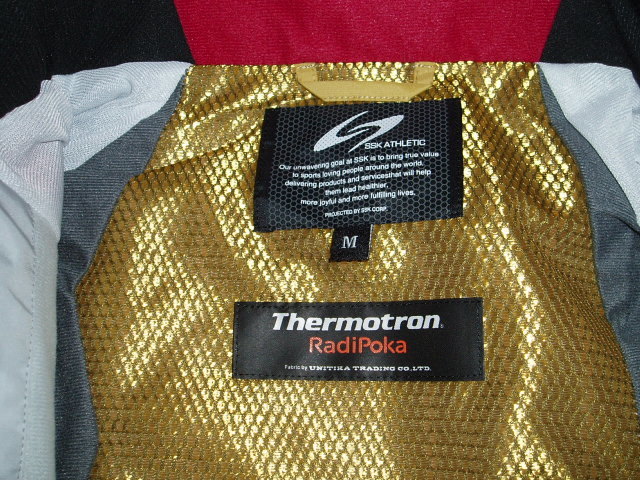 SSK ATHLETIC
Our unwavering goal at SSK is to bring true value
to sports loving people around the world.
delivering products and servicesthat will help
them lead healthier,
more joyful and more fulfilling lives.
PROJECTED BY SSK CORP.
M
Thermotron®
RadiPoka
Fabric by UNITIKA TRADING CO., LTD.